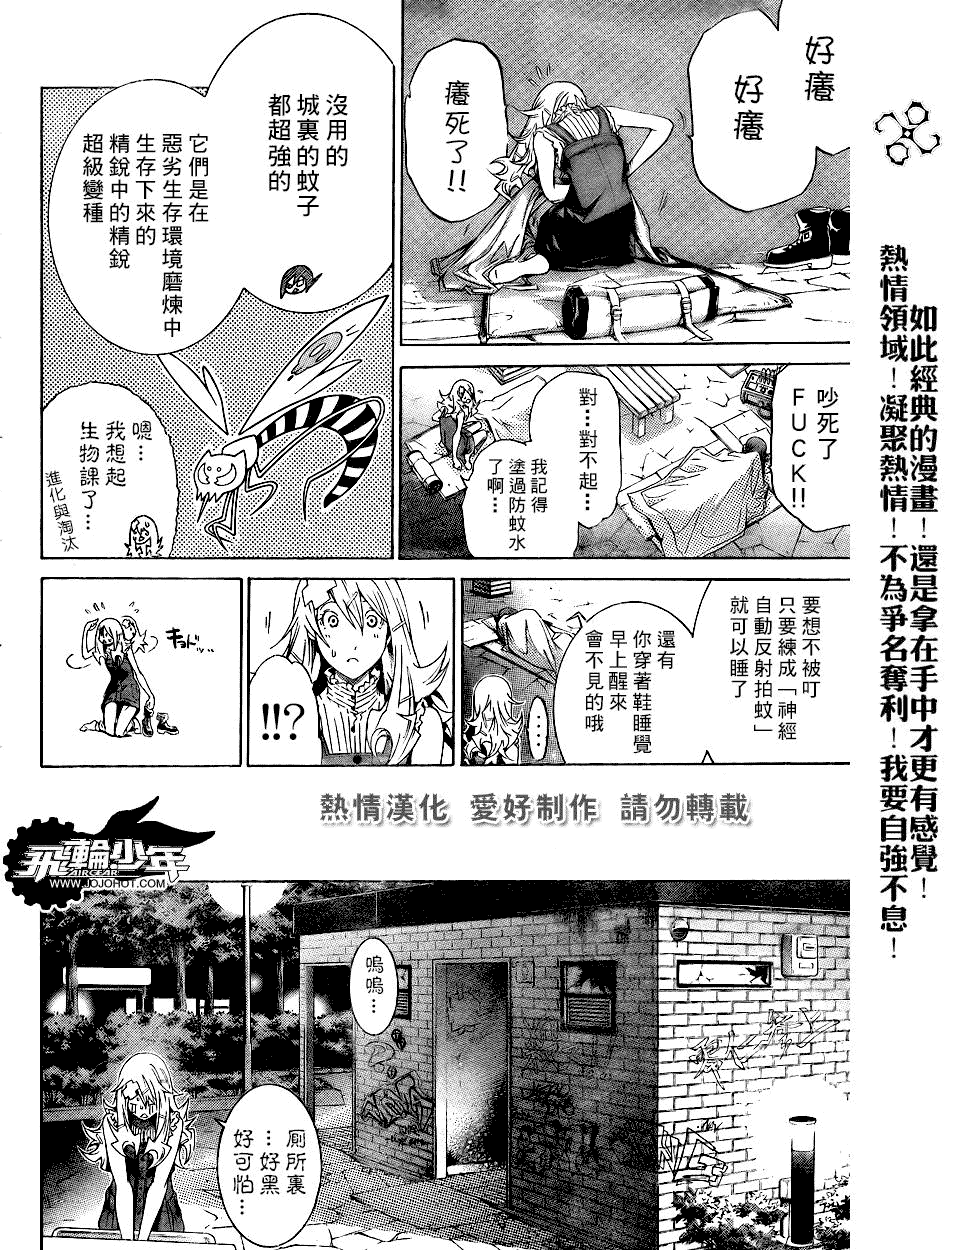 好癢
好癢
癢死了!!
沒用的
城裏的蚊子
都超強的
它們是在
惡劣生存環境磨煉中
生存下來的
精銳中的精銳
超級變種
嗯…
我想起
生物課了…
進化與淘汰
吵死了
FUCK!!
對…對不起…
我記得
塗過防蚊水
了啊…
要想不被叮
只要練成「神經
自動反射拍蚊」
就可以睡了
還有
你穿著鞋睡覺
早上醒來
會不見的哦
…
!!?
キョドッ
熱情漢化 愛好制作 請勿轉載
飛輪少年
AIRGEAR
WWW.JOJOHOT.COM
嗚嗚…
廁所裏
…好黑
好可怕…
如此經典的漫畫!還是拿在手中才更有感覺!
熱情領域!凝聚熱情!不為爭名奪利!我要自強不息!